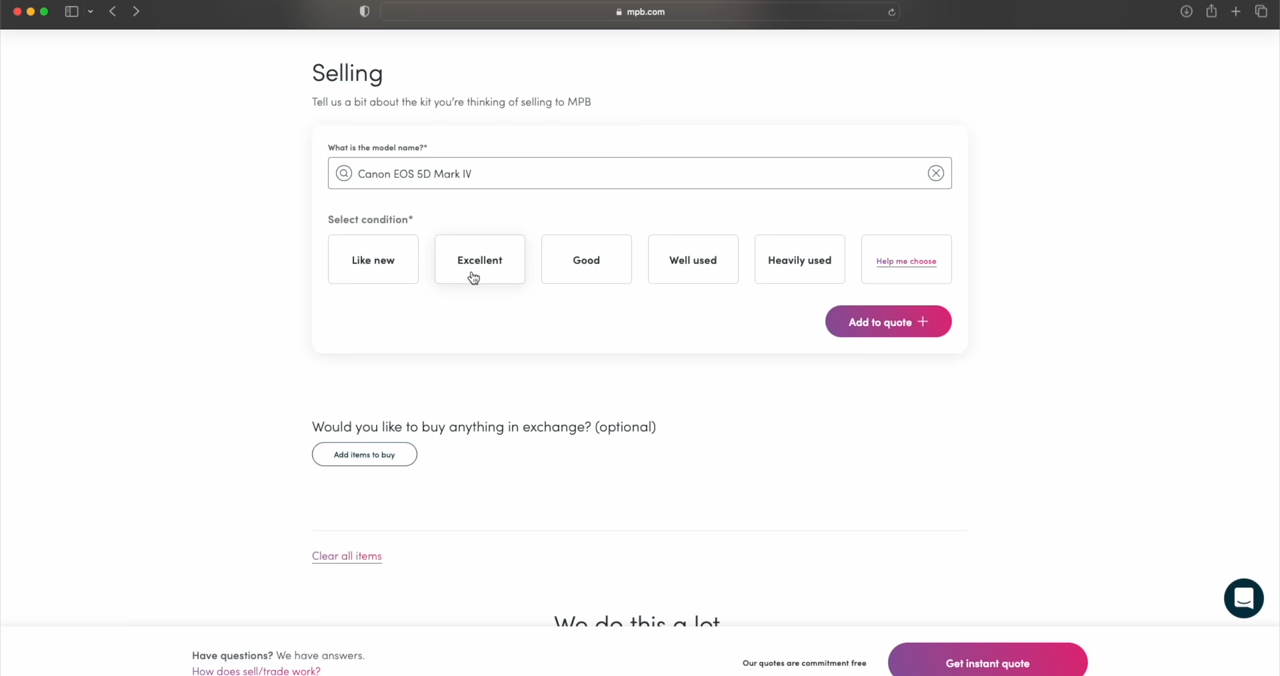 mpb.com
Selling
Tell us a bit about the kit you're thinking of selling to MPB
What is the model name?*
Canon EOS 5D Mark IV
Select condition*
Like new
Excellent
Good
Well used
Heavily used
Help me choose
Add to quote +
Would you like to buy anything in exchange? (optional)
Add items to buy
Clear all items
We do this a lot
Have questions? We have answers.
How does sell/trade work?
Our quotes are commitment free
Get instant quote